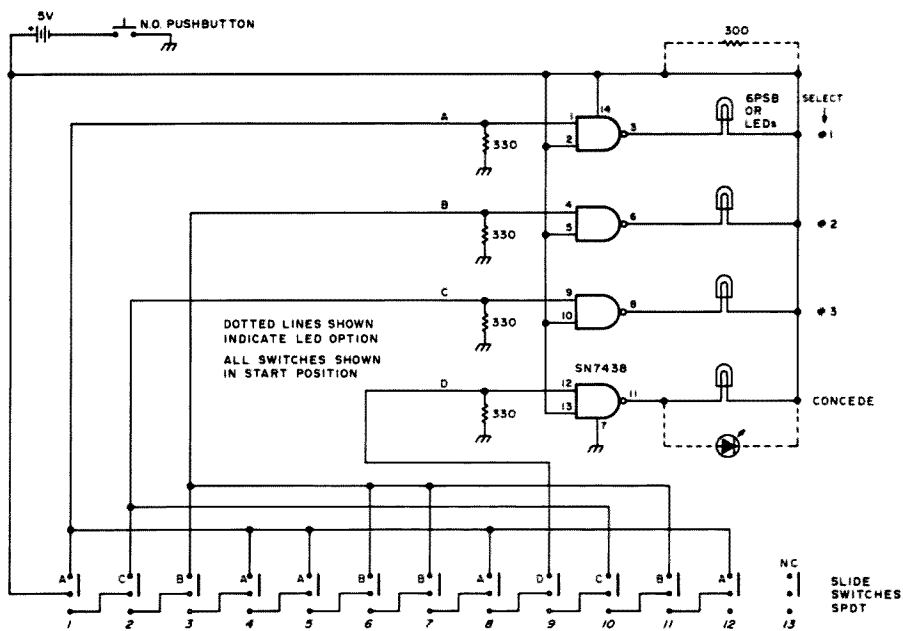 5V
+
N.O. PUSHBUTTON
300
6PSB
OR
LEDs
SELECT
A
1
2
14
3
330
#1
B
4
5
6
330
#2
C
9
10
8
330
#3
DOTTED LINES SHOWN
INDICATE LED OPTION
ALL SWITCHES SHOWN
IN START POSITION
SN7438
D
12
13
11
7
330
CONCEDE
A C B A A B B A D C B A NC
SLIDE
SWITCHES
SPDT
1 2 3 4 5 6 7 8 9 10 11 12 13